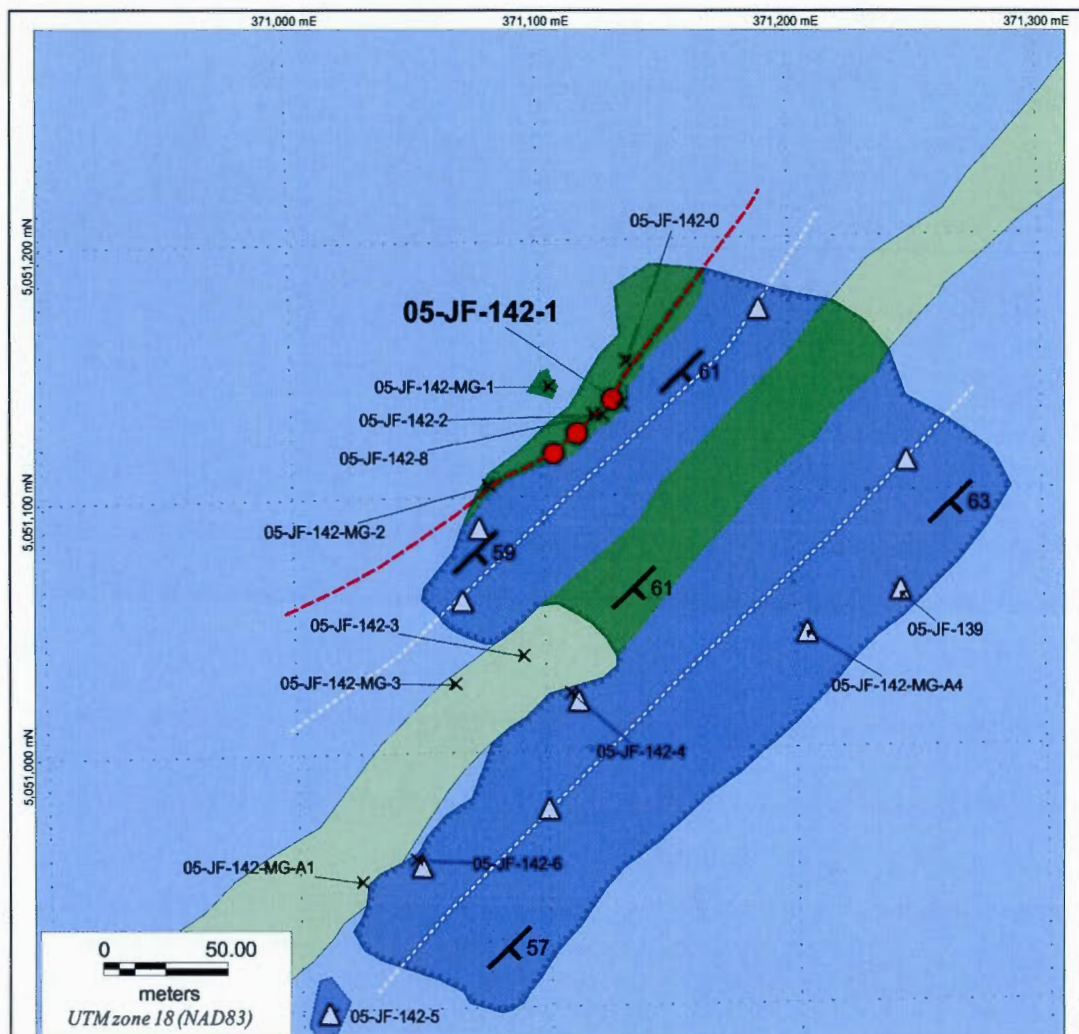 371,000 mE
371,100 mE
371,200 mE
371,300 mE
5,051,200 mN
05-JF-142-0
05-JF-142-1
61
05-JF-142-MG-1
05-JF-142-2
05-JF-142-8
5,051,100 mN
63
05-JF-142-MG-2
59
61
05-JF-142-3
05-JF-139
05-JF-142-MG-3
05-JF-142-MG-A4
05-JF-142-4
5,051,000 mN
05-JF-142-MG-A1
05-JF-142-6
57
0 50.00
meters
UTM zone 18 (NAD83)
05-JF-142-5